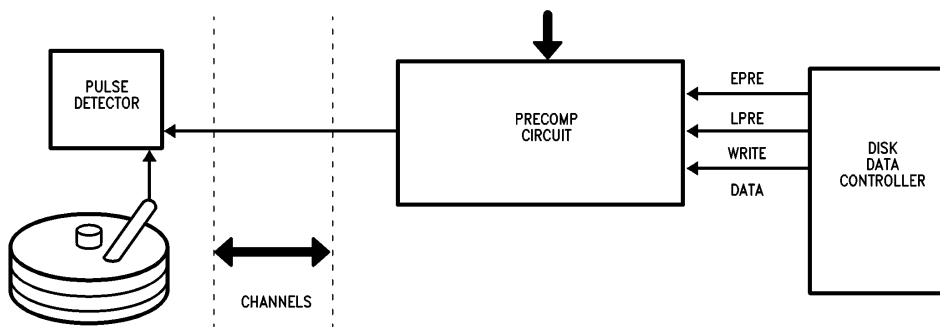 PULSE
DETECTOR
PRECOMP
CIRCUIT
EPRE
LPRE
WRITE
DATA
DISK
DATA
CONTROLLER
CHANNELS